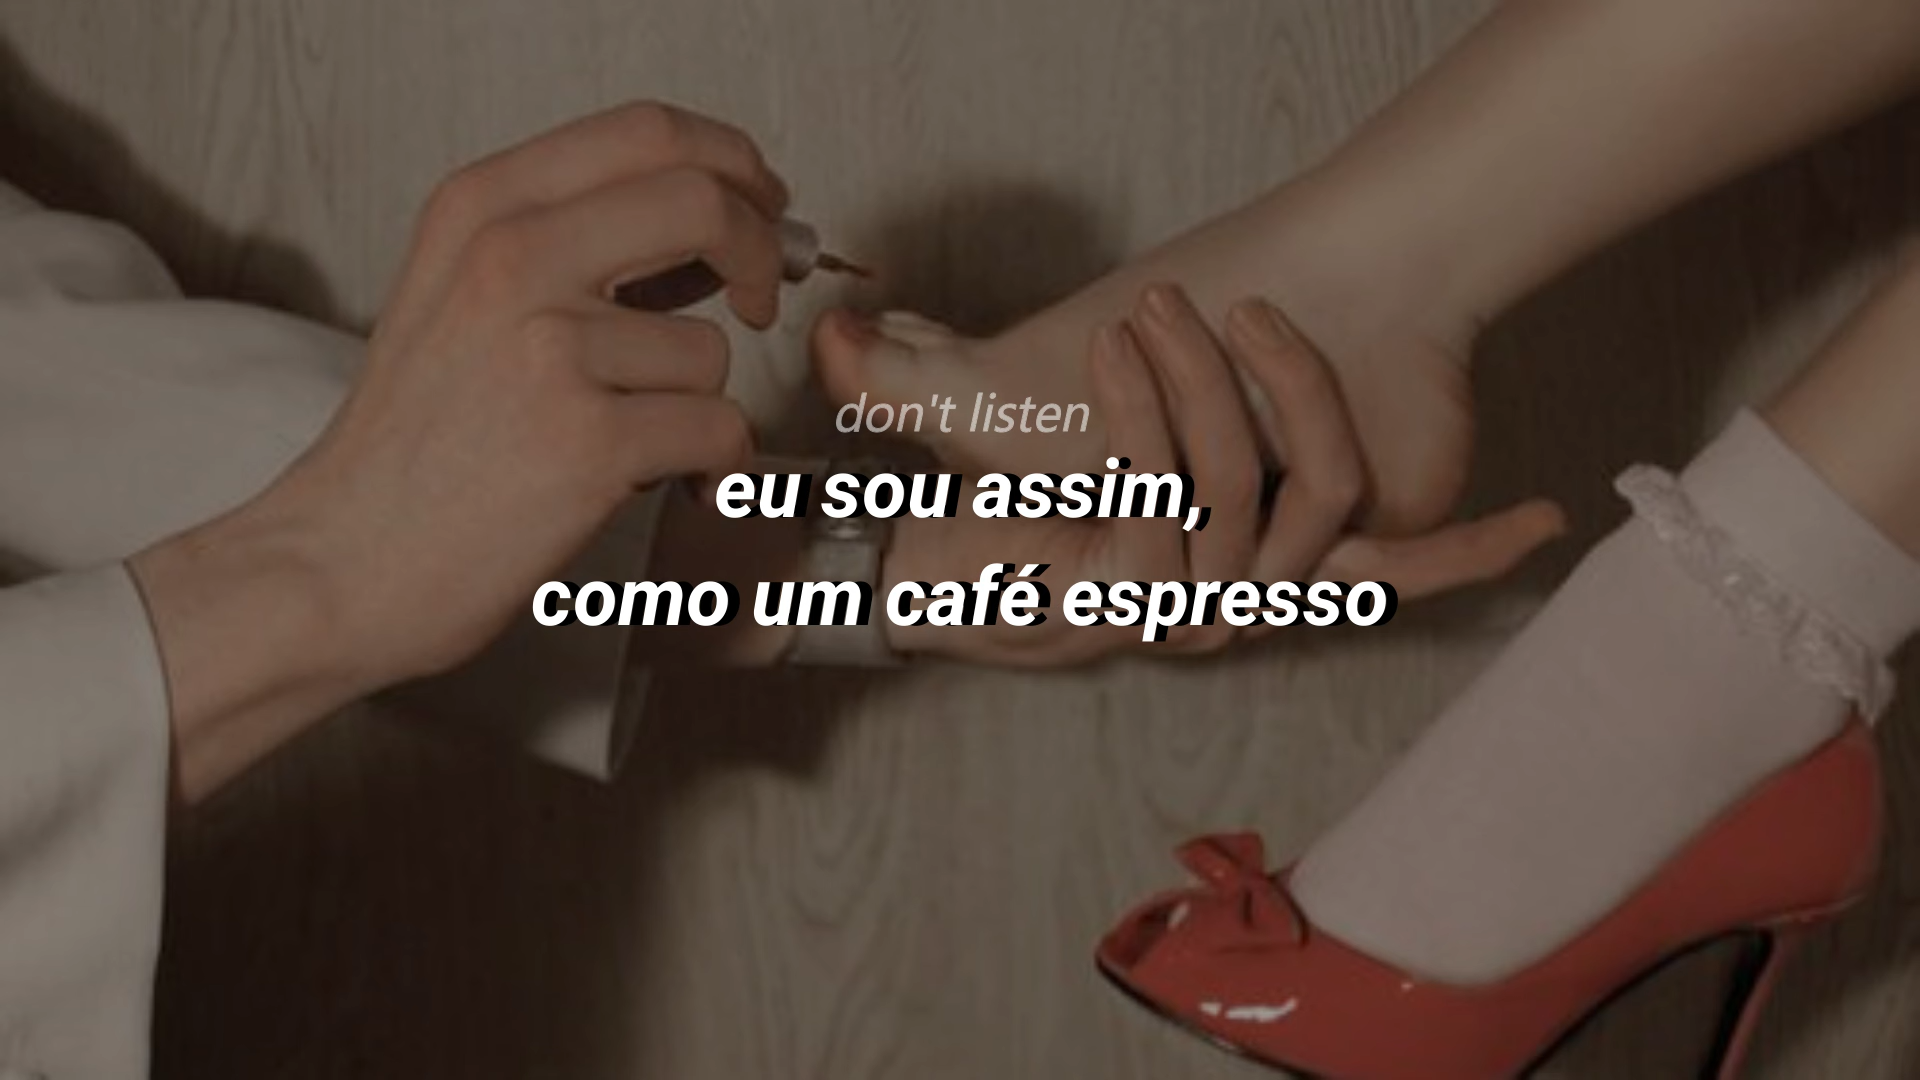 don't listen
eu sou assim,
como um café espresso